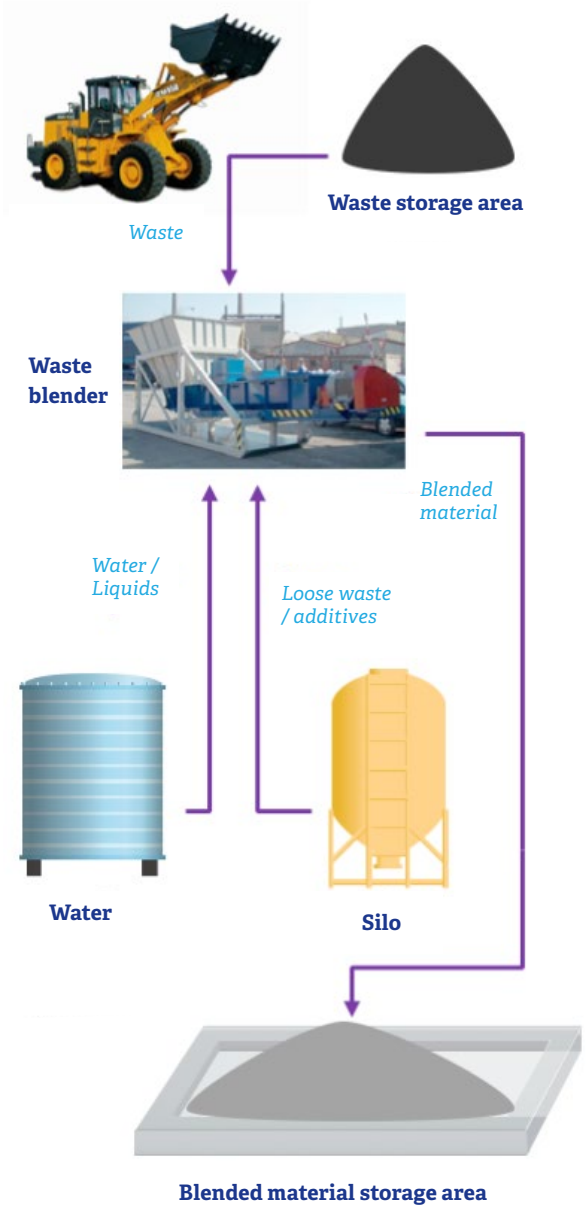 Waste storage area
Waste
Waste
blender
Blended
material
Water /
Liquids
Loose waste
/ additives
Water
Silo
Blended material storage area